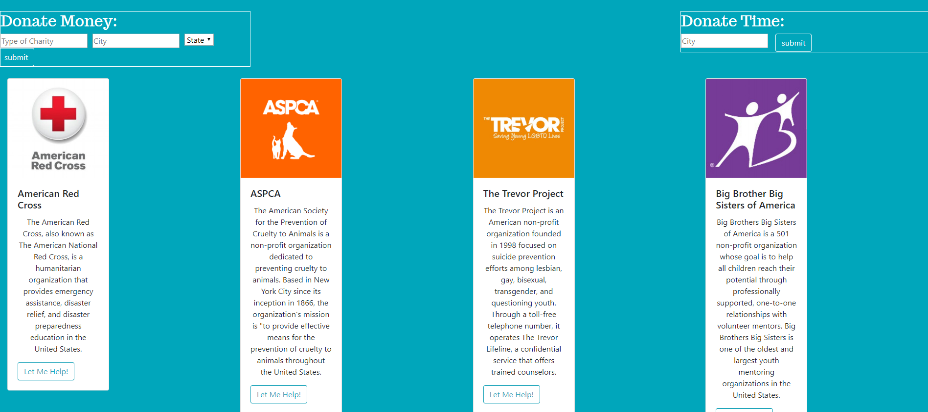 Donate Money:
Type of Charity
City
State
submit
Donate Time:
City
submit
American
Red Cross
American Red
Cross
The American Red
Cross, also known as
The American National
Red Cross, is a
humanitarian
organization that
provides emergency
assistance, disaster
relief, and disaster
preparedness
education in the
United States.
Let Me Help!
ASPCA
ASPCA
The American Society
for the Prevention of
Cruelty to Animals is a
non-profit organization
dedicated to
preventing cruelty to
animals. Based in New
York City since its
inception in 1866, the
organization's mission
is "to provide effective
means for the
prevention of cruelty to
animals throughout
the United States.
Let Me Help!
THE TREVOR PROJECT
Saving Young LGBTQ Lives
The Trevor Project
The Trevor Project is an
American non-profit
organization founded
in 1998 focused on
suicide prevention
efforts among lesbian,
gay, bisexual,
transgender, and
questioning youth.
Through a toll-free
telephone number, it
operates The Trevor
Lifeline, a confidential
service that offers
trained counselors.
Let Me Help!
Big Brother Big
Sisters of America
Big Brothers Big Sisters
of America is a 501
non-profit organization
whose goal is to help
all children reach their
potential through
professionally
supported, one-to-one
relationships with
volunteer mentors. Big
Brothers Big Sisters is
one of the oldest and
largest youth
mentoring
organizations in the
United States.